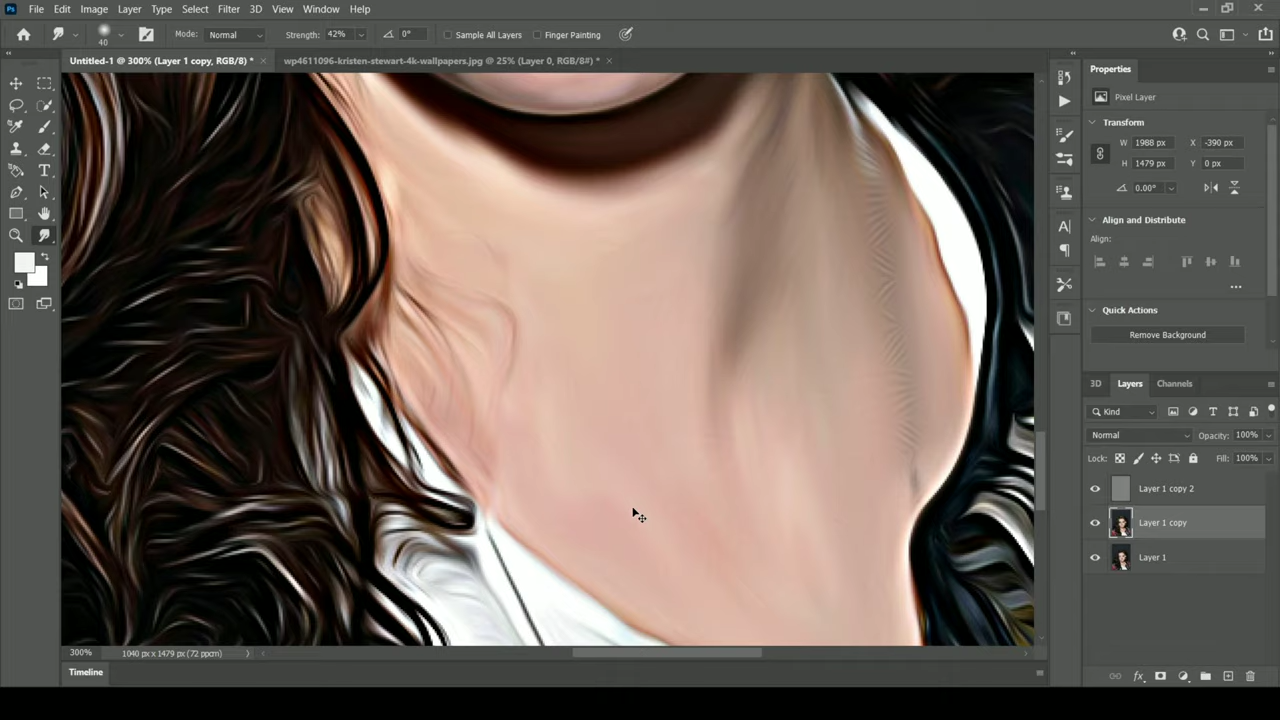 Ps File Edit Image Layer Type Select Filter 3D View Window Help
40 Mode: Normal Strength: 42% 0° Sample All Layers Finger Painting
Untitled-1 @ 300% (Layer 1 copy, RGB/8) * × wp4611096-kristen-stewart-4k-wallpapers.jpg @ 25% (Layer 0, RGB/8#) * ×
Properties
Pixel Layer
Transform
W 1988 px X -390 px
H 1479 px Y 0 px
0.00°
Align and Distribute
Align:
Quick Actions
Remove Background
3D Layers Channels
Kind
Normal Opacity: 100%
Lock: Fill: 100%
Layer 1 copy 2
Layer 1 copy
Layer 1
300% 1040 px x 1479 px (72 ppcm)
Timeline